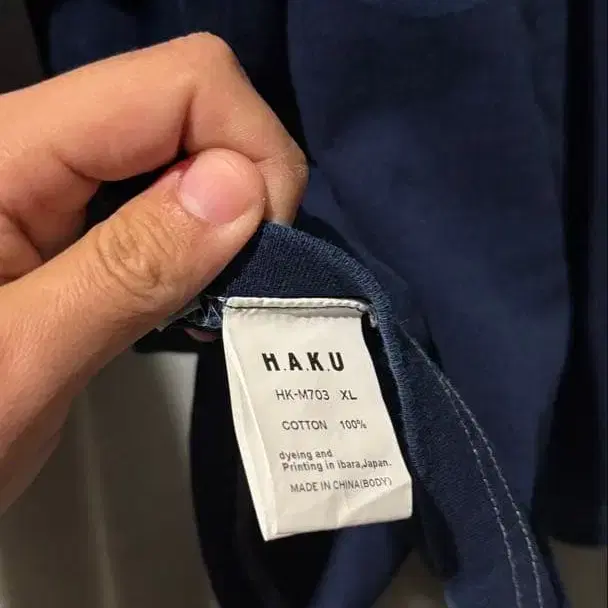 H.A.K.U
HK-M703 XL
COTTON 100%
dyeing and
Printing in ibara,Japan.
MADE IN CHINA(BODY)